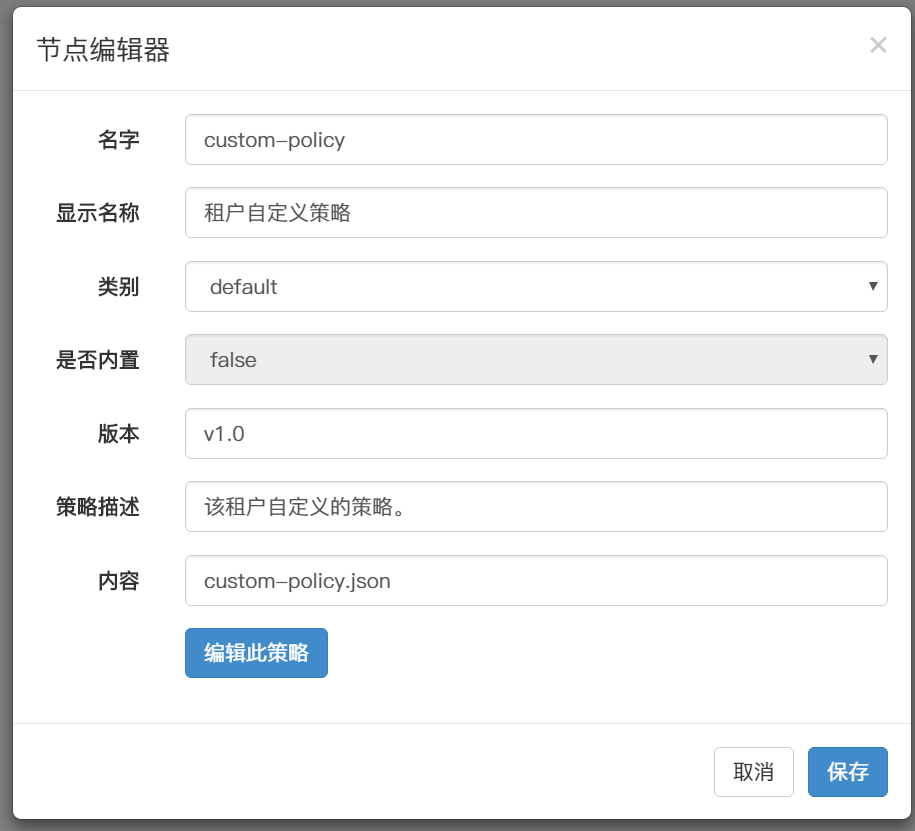 节点编辑器
×
名字
custom-policy
显示名称
租户自定义策略
类别
default
是否内置
false
版本
v1.0
策略描述
该租户自定义的策略。
内容
custom-policy.json
编辑此策略
取消
保存